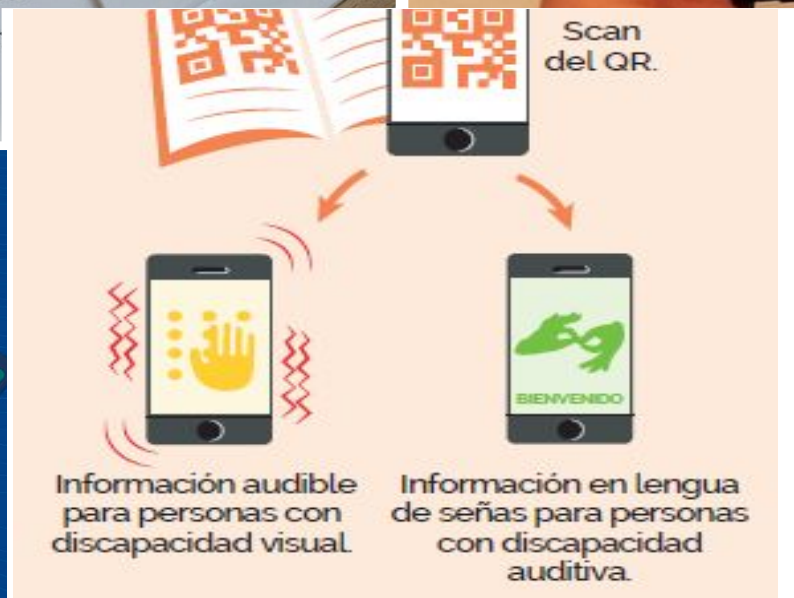 Scan
del QR.
BIENVENIDO
Información audible
para personas con
discapacidad visual.
Información en lengua
de señas para personas
con discapacidad
auditiva.